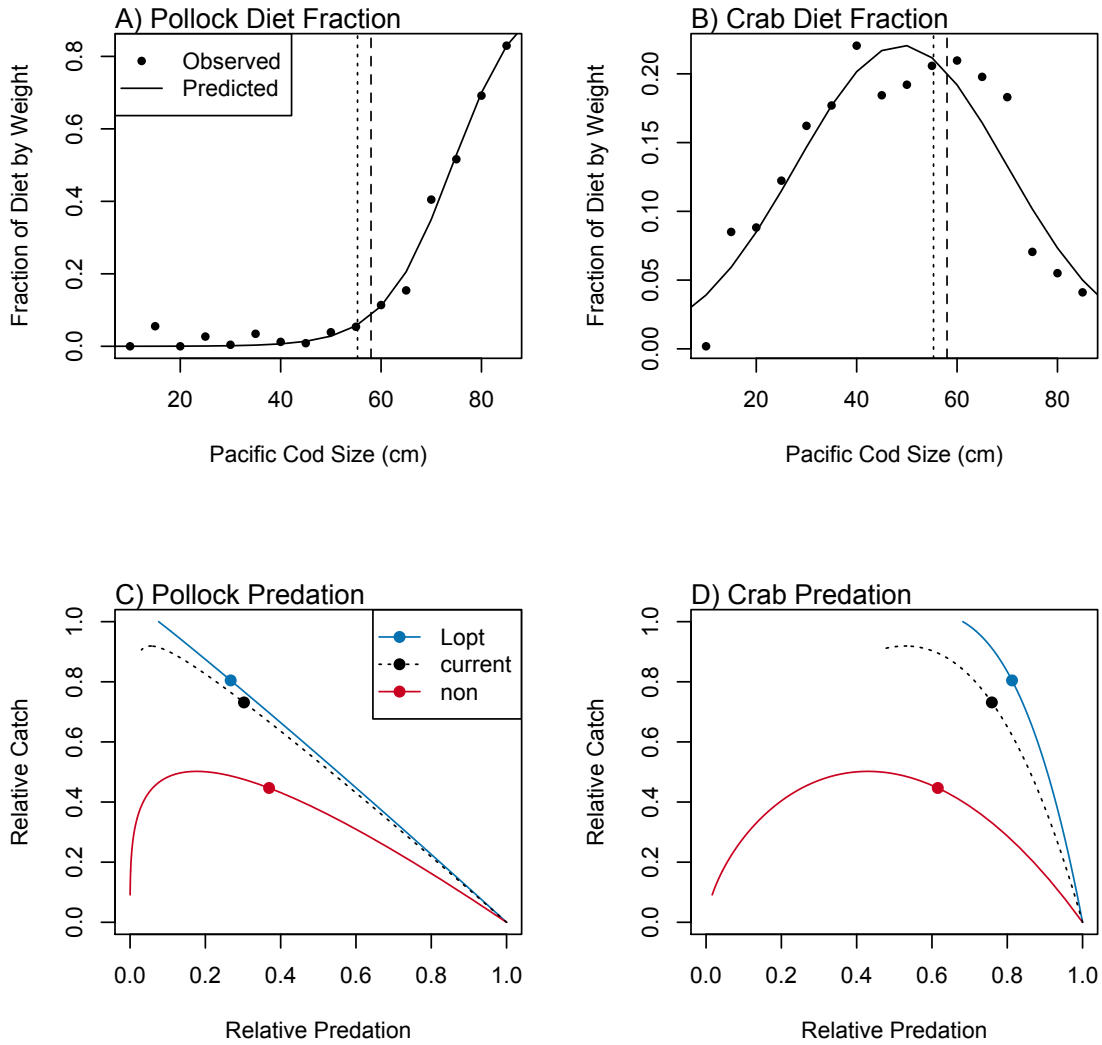 A) Pollock Diet Fraction
Fraction of Diet by Weight
0.0 0.2 0.4 0.6 0.8
Observed
Predicted
20 40 60 80
Pacific Cod Size (cm)
B) Crab Diet Fraction
Fraction of Diet by Weight
0.00 0.05 0.10 0.15 0.20
20 40 60 80
Pacific Cod Size (cm)
C) Pollock Predation
Relative Catch
0.0 0.2 0.4 0.6 0.8 1.0
Lopt
current
non
0.0 0.2 0.4 0.6 0.8 1.0
Relative Predation
D) Crab Predation
Relative Catch
0.0 0.2 0.4 0.6 0.8 1.0
0.0 0.2 0.4 0.6 0.8 1.0
Relative Predation